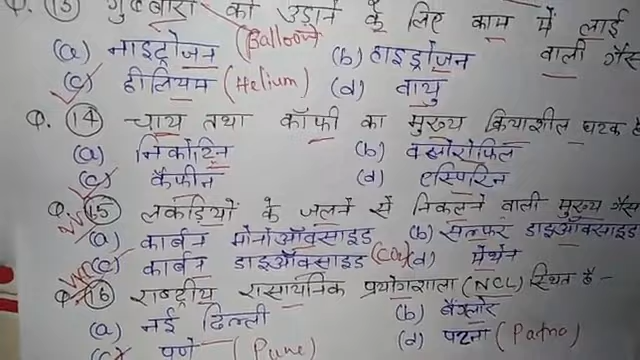 Q. (13) गुब्बारा को उड़ाने के लिए काम में लाई
(Balloon)
(a) नाइट्रोजन (b) हाइड्रोजन वाली गैस
(c) हीलियम (Helium) (d) वायु
Q. (14) चाय तथा कॉफी का मुख्य क्रियाशील घटक है
(a) निकोटिन (b) क्लोरोफिल
(c) कैफीन (d) एस्पिरिन
Q. 15 लकड़ियों के जलने से निकलने वाली मुख्य गैस
(a) कार्बन मोनोऑक्साइड (b) सल्फर डाइऑक्साइड
(c) कार्बन डाइऑक्साइड (CO2) (d) मेथेन
Q. 16 राष्ट्रीय रासायनिक प्रयोगशाला (NCL) स्थित है -
(a) नई दिल्ली (b) बैंग्लोर
(c) पुणे (Pune) (d) पटना (Patna)